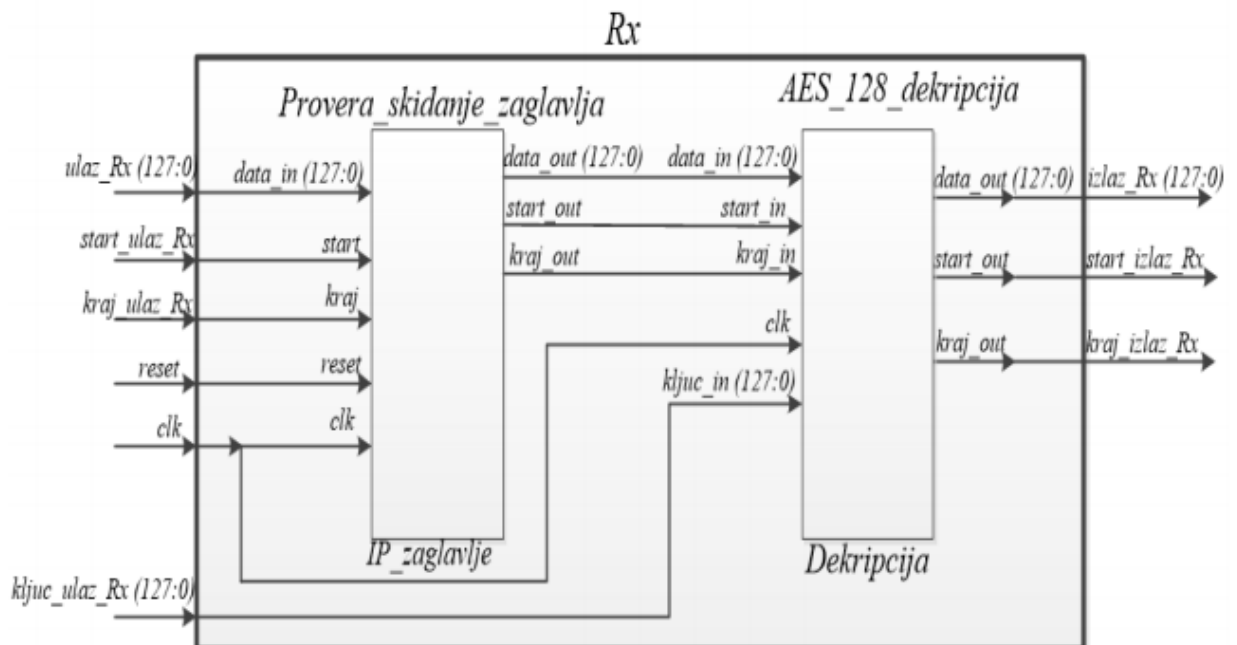 Rx
Provera_skidanje_zaglavlja
AES_128_dekripcija
ulaz_Rx (127:0)
data_in (127:0)
data_out (127:0)
data_in (127:0)
data_out (127:0)
izlaz_Rx (127:0)
start_ulaz_Rx
start
start_out
start_in
start_out
start_izlaz_Rx
kraj_ulaz_Rx
kraj
kraj_out
kraj_in
kraj_out
kraj_izlaz_Rx
reset
reset
clk
clk
clk
kljuc_in (127:0)
IP_zaglavlje
Dekripcija
kljuc_ulaz_Rx (127:0)